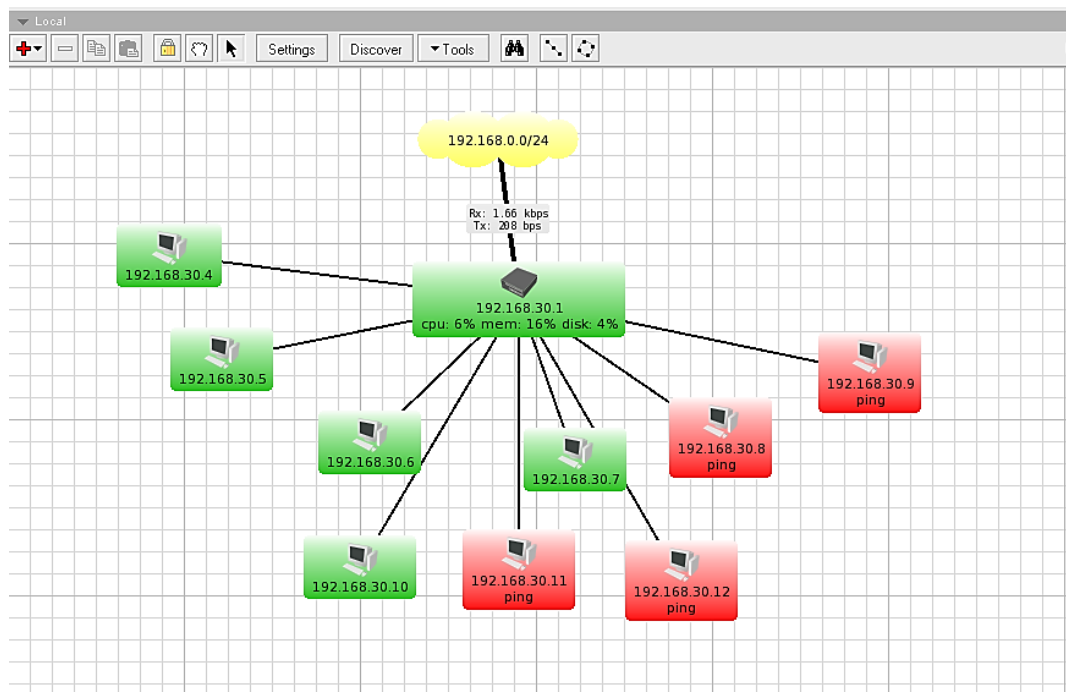 Local
Settings
Discover
Tools
192.168.0.0/24
Rx: 1.66 kbps
Tx: 208 bps
192.168.30.4
192.168.30.1
cpu: 6% mem: 16% disk: 4%
192.168.30.5
192.168.30.9
ping
192.168.30.6
192.168.30.8
ping
192.168.30.7
192.168.30.10
192.168.30.11
ping
192.168.30.12
ping